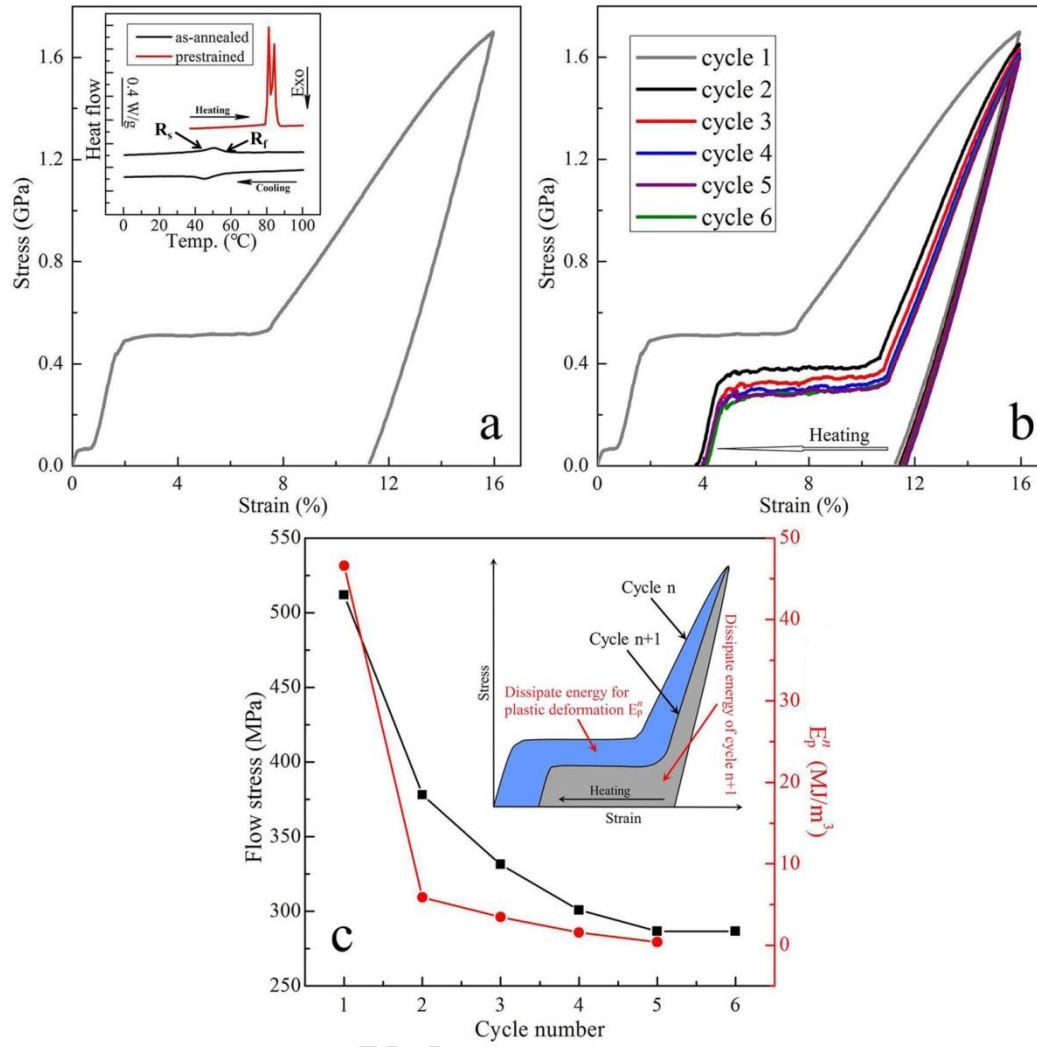 as-annealed
prestrained
0.4 W/g
Heat flow
Exo
Heating
R_s
R_f
Cooling
0 20 40 60 80 100
Temp. (℃)
1.6
1.2
0.8
0.4
0.0
Stress (GPa)
0 4 8 12 16
Strain (%)
a
cycle 1
cycle 2
cycle 3
cycle 4
cycle 5
cycle 6
1.6
1.2
0.8
0.4
0.0
Stress (GPa)
Heating
0 4 8 12 16
Strain (%)
b
550
500
450
400
350
300
250
Flow stress (MPa)
Cycle n
Cycle n+1
Dissipate energy for
plastic deformation E_p^n
Dissipate energy
of cycle n+1
Stress
Heating
Strain
50
40
30
20
10
0
E_p^n (MJ/m³)
c
1 2 3 4 5 6
Cycle number